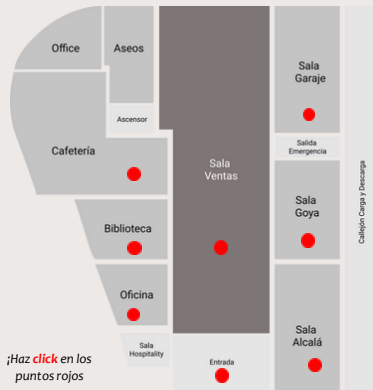 Office
Aseos
Sala
Garaje
Ascensor
Cafetería
Salida
Emergencia
Sala
Ventas
Callejón Carga y Descarga
Sala
Goya
Biblioteca
Oficina
Sala
Alcalá
Sala
Hospitality
Entrada
¡Haz click en los
puntos rojos